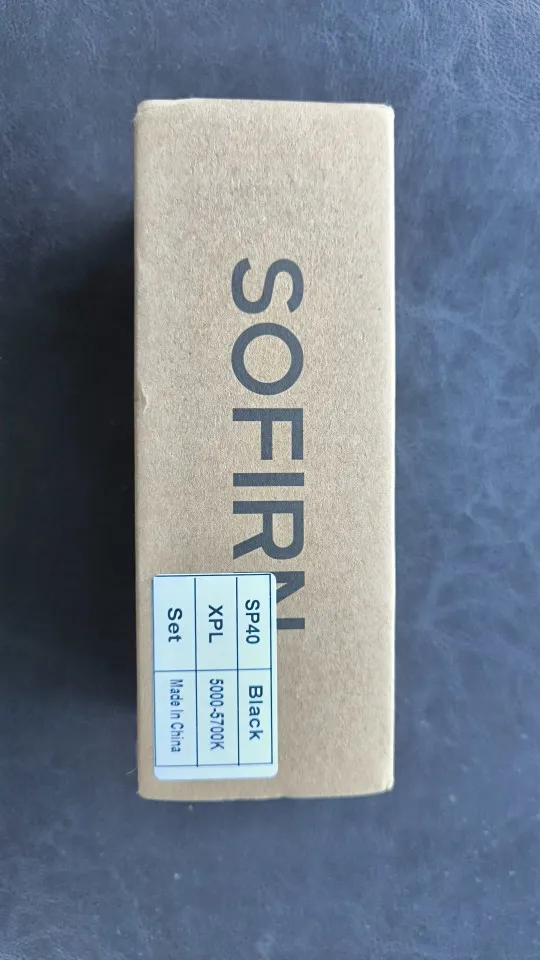 SOFIRN
SP40 Black
XPL 5000-5700K
Set Made In China